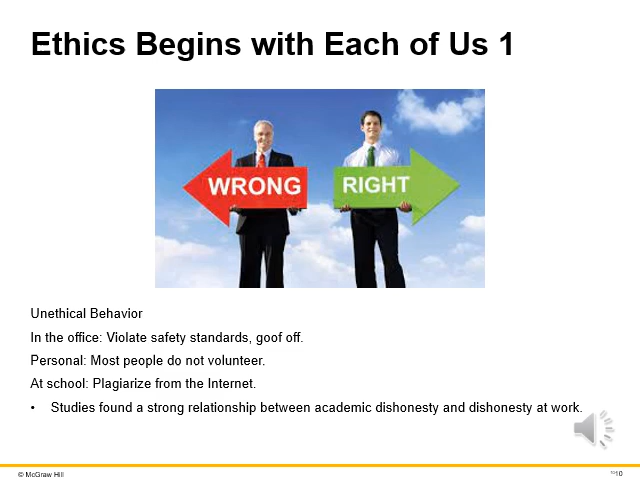 Ethics Begins with Each of Us 1
WRONG
RIGHT
Unethical Behavior
In the office: Violate safety standards, goof off.
Personal: Most people do not volunteer.
At school: Plagiarize from the Internet.
• Studies found a strong relationship between academic dishonesty and dishonesty at work.
© McGraw Hill
10-10